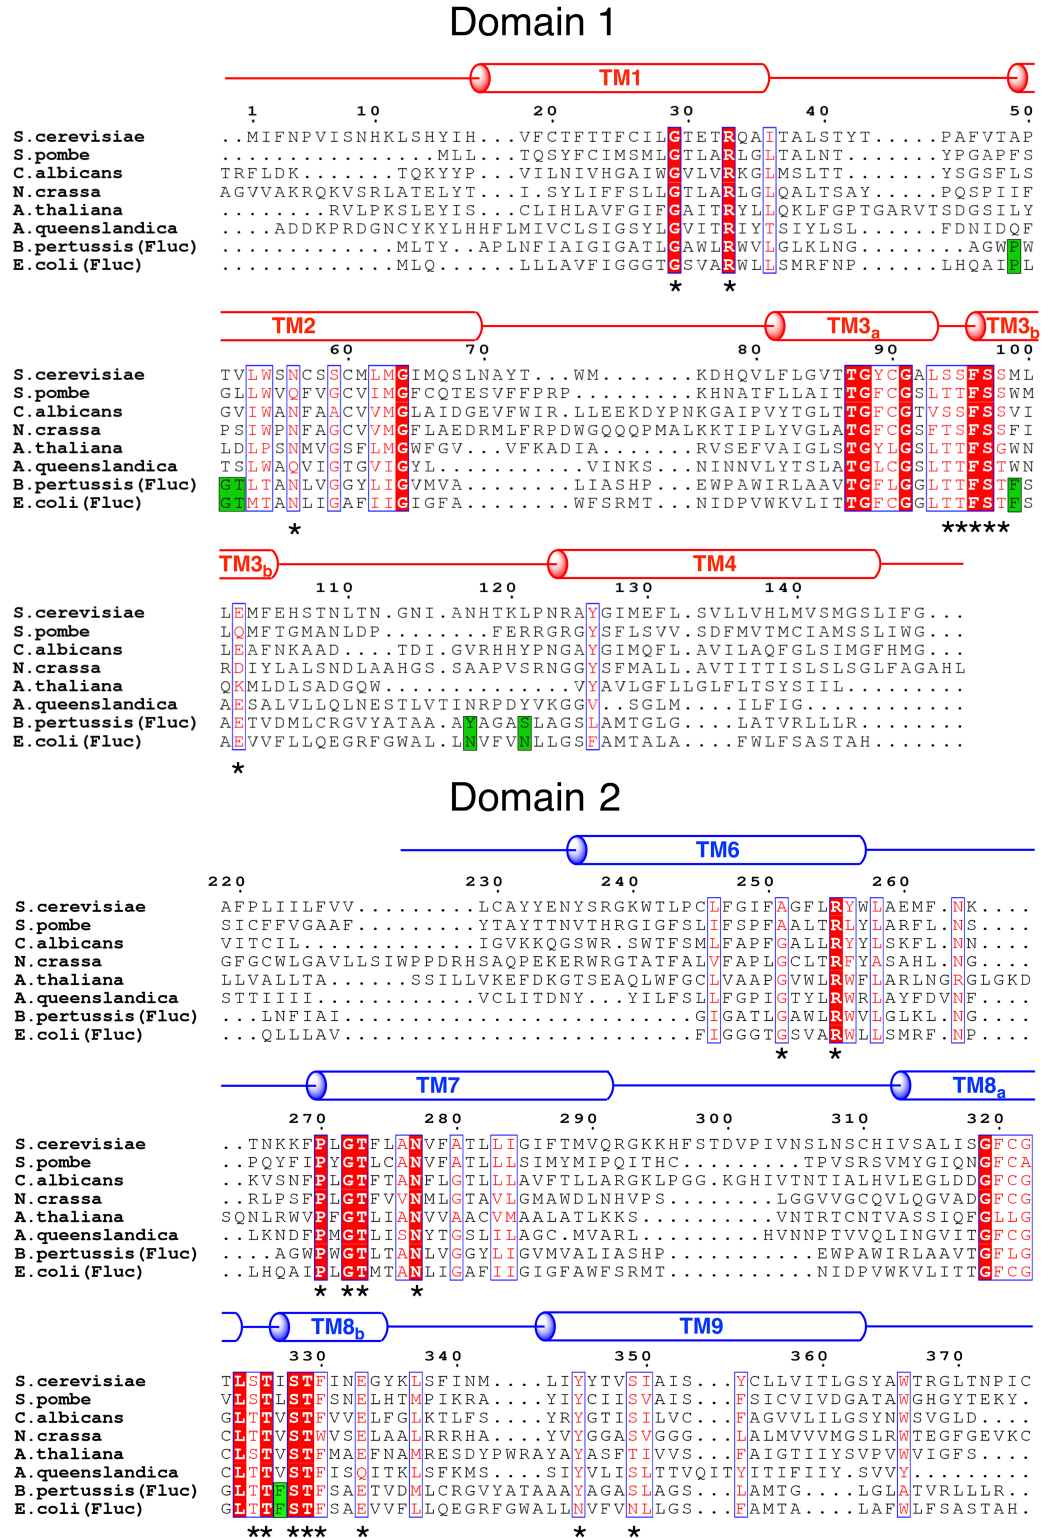 Domain 1
TM1
1 10 20 30 40 50
S.cerevisiae ..MIFNPVISNHKLSHYIH...VFCTFTTFCILGTETRQAITALSTYT.....PAFVTAP
S.pombe ................MLL...TQSYFCIMSMLGTLARLGLTALNT.......YPGAPFS
C.albicans TRFLDK.......TQKYYP...VILNIVHGAIWGVLVRKGLMSLTT.......YSGSFLS
N.crassa AGVVAKRQKVSRLATELYT...I.SYLIFFSLLGTLARLGLQALTSAY.....PQSPIIF
A.thaliana ........RVLPKSLEYIS...CLIHLAVFGIFGAITRYLLQKLFGPTGARVTSDGSILY
A.queenslandica ....ADDKPRDGNCYKYLHHFLMIVCLSIGSYLGVITRIYTSIYLSL......FDNIDQF
B.pertussis(Fluc) .............MLTY..APLNFIAIGIGATLGAWLRWVLGLKLNG.......AGWPW
E.coli(Fluc) .............MLQ.....LLLAVFIGGGTGSVARWLLSMRFNP......LHQAIPL
* *
TM2 TM3a TM3b
60 70 80 90 100
S.cerevisiae TVLWSNCSSCMLMGIMQSLNAYT...WM.......KDHQVLFLGVTTGYCGALSSFSSML
S.pombe GLLWVQFVGCVIMGFCQTESVFFPRP.........KHNATFLLAITTGFCGSLTTFSSWM
C.albicans GVIWANFAACVVMGLAIDGEVFWIR.LLEEKDYPNKGAIPVYTGLTTGFCGTVSSFSSVI
N.crassa PSIWPNFAGCVVMGFLAEDRMLFRPDWGQQQPMALKKTIPLYVGLATGFCGSFTSFSSFI
A.thaliana LDLPSNMVGSFLMGWFGV...VFKADIA.......RVSEFVAIGLSTGYLGSLTTFSGWN
A.queenslandica TSLWAQVIGTGVIGYL...........VINKS...NINNVLYTSLATGLCGSLTTFSTWN
B.pertussis(Fluc) GTLTANLVGGYLIGVMVA.........LIASHP...EWPAWIRLAAVTGFLGGLTTFSTFS
E.coli(Fluc) GTMTANLIGAFIIGIGFA.........WFSRMT...NIDPVWKVLITTGFCGGLTTFSTFS
* *****
TM3b TM4
110 120 130 140
S.cerevisiae LEMFEHSTNLTN.GNI.ANHTKLPNRAYGIMEFL.SVLLVHLMVSMGSLIFG...
S.pombe LQMFTGMANLDP........FERRGRGYSFLSVV.SDFMVTMCIAMSSLIWG...
C.albicans LEAFNKAAD....TDI.GVRHHYPNGAYGIMQFL.AVILAQFGLSIMGFHMG...
N.crassa RDIYLALSNDLAAHGS.SAAPVSRNGGYSFMALL.AVTITTISLSLSGLFAGAHL
A.thaliana QKMLDLSADGQW..............VYAVLGFLLGLFLTSYSIIL.........
A.queenslandica AESALVLLQLNESTLVTINRPDYVKGGV.SGLM....ILFIG.............
B.pertussis(Fluc) AETVDMLCRGVYATAA.AYAGASLAGSLAMTGLG....LATVRLLLR........
E.coli(Fluc) AEVVFLLQEGRFGWAL.LNVFVNLLGSFAMTALA....FWLFSASTAH.......
*
Domain 2
TM6
220 230 240 250 260
S.cerevisiae AFPLIILFVV.........LCAYYENYSRGKWTLPCLFGIFAGFLRYWLAEMF.NK....
S.pombe SICFFVGAAF.........YTAYTTNVTHRGIGFSLIFSPFAALTRLYLARFL.NS....
C.albicans VITCIL.............IGVKKQGSWR.SWTFSMLFAPFGALLRYYLSKFL.NN....
N.crassa GFGCWLGAVLLSIWPPDRHSAQPEKERWRGTATFALVFAPLGCLTRFYASAHL.NG....
A.thaliana LLVALLTA......SSILLVKEFDKGTSEAQLWFGCLVAAPGVWLRWFLARLNGRGLGKD
A.queenslandica STTIIII............VCLITDNY...YILFSLLFGPIGTYLRWRLAYFDVNF....
B.pertussis(Fluc) ...LNFIAI..........................GIGATLGAWLRWVLGLKL.NG....
E.coli(Fluc) ...QLLLAV..........................FIGGGTGSVARWLLSMRF.NP....
* *
TM7 TM8a
270 280 290 300 310 320
S.cerevisiae ..TNKKFPLGTFLANVFATLLIGIFTMVQRGKKHFSTDVPIVNSLNSCHIVSALISGFCG
S.pombe ..PQYFIPYGTLCANVFATLLLSIMYMIPQITHC.........TPVSRSVMYGIQNGFCA
C.albicans ..KVSNFPLGTFTANFLGTLLLAVFTLLARGKLPGG.KGHIVTNTIALHVLEGLDDGFCG
N.crassa ..RLPSFPLGTFVVNMLGTAVLGMAWDLNHVPS........LGGVVGCQVLQGVADGFCG
A.thaliana SQNLRWVPFGTLIANVVAACVMAALATLKKS..........VNTRTCNTVASSIQFGLLG
A.queenslandica ..LKNDFPMGTLISNYTGSLILAGC.MVARL.........HVNNPTVVQLINGVITGFCG
B.pertussis(Fluc) ....AGWPWGTLTANLVGGYLIGVMVALIASHP...........EWPAWIRLAAVTGFLG
E.coli(Fluc) ..LHQAIPLGTMTANLIGAFIIGIGFAWFSRMT...........NIDPVWKVLITTGFCG
* ** *
TM8b TM9
330 340 350 360 370
S.cerevisiae TLSTISTFINEGYKLSFINM....LIYYTVSIAIS...YCLLVITLGSYAWTRGLTNPIC
S.pombe VLSTLSTFSNELHTMPIKRA....YIYCIISVAIS...FSICVIVDGATAWGHGYTEKY.
C.albicans GLTTVSTFVVELFGLKTLFS....YRYGTISILVC...FAGVVLILGSYNWSVGLD....
N.crassa CLTTVSTWVSELAALRRRHA....YVYGGASVGGG...LALMVVVMGSLRWTEGFGEVKC
A.thaliana CLSTVSTFMAEFNAMRESDYPWRAYAYASFTIVVS...FAIGTIIYSVPVWVIGFS....
A.queenslandica CLTTVSTFISQITKLSFKMS....SIYVLISLTTVQITYITIFIIY.SVVY.........
B.pertussis(Fluc) GLTTFSTFSAETVDMLCRGVYATAAAYAGASLAGS...LAMTG....LGLATVRLLLR..
E.coli(Fluc) GLTTFSTFSAEVVFLLQEGRFGWALLNVFVNLLGS...FAMTA....LAFWLFSASTAH.
** *** * * *